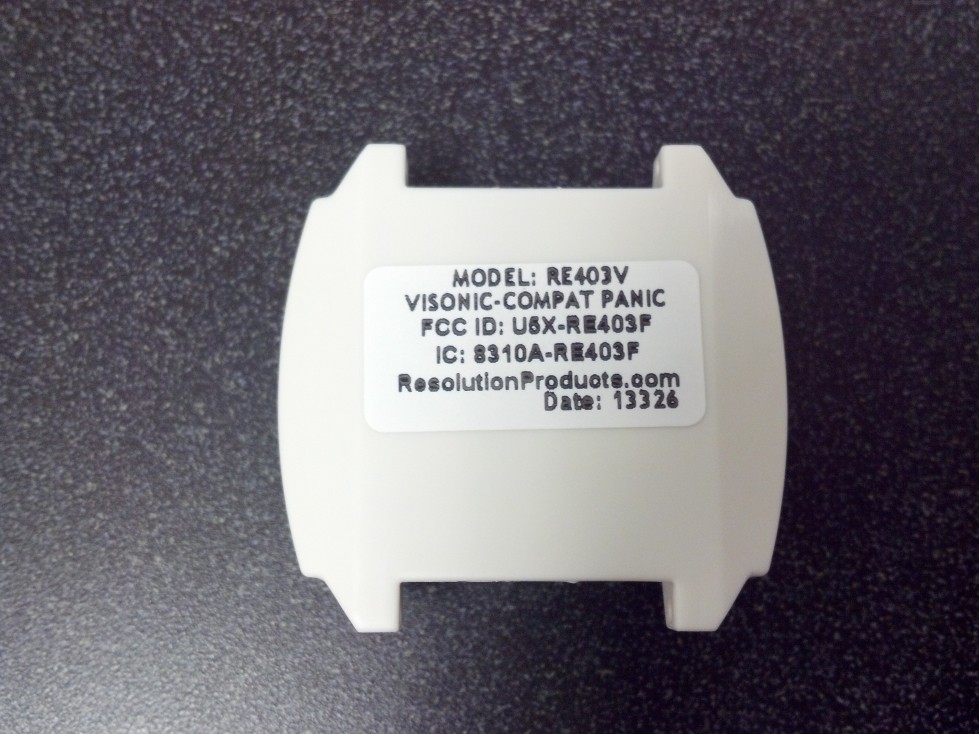 MODEL: RE403V
VISONIC-COMPAT PANIC
FCC ID: U5X-RE403F
IC: 8310A-RE403F
ResolutionProducts.com
Date: 13326